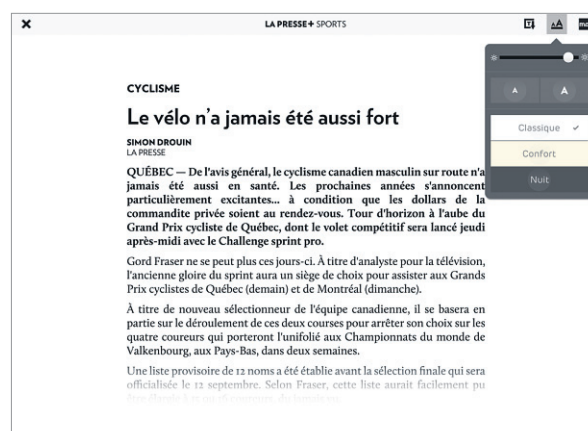 LA PRESSE+ SPORTS
A A
Classique ✓
Confort
Nuit
CYCLISME
Le vélo n'a jamais été aussi fort
SIMON DROUIN
LA PRESSE
QUÉBEC — De l'avis général, le cyclisme canadien masculin sur route n'a
jamais été aussi en santé. Les prochaines années s'annoncent
particulièrement excitantes... à condition que les dollars de la
commandite privée soient au rendez-vous. Tour d'horizon à l'aube du
Grand Prix cycliste de Québec, dont le volet compétitif sera lancé jeudi
après-midi avec le Challenge sprint pro.
Gord Fraser ne se peut plus ces jours-ci. À titre d'analyste pour la télévision,
l'ancienne gloire du sprint aura un siège de choix pour assister aux Grands
Prix cyclistes de Québec (demain) et de Montréal (dimanche).
À titre de nouveau sélectionneur de l'équipe canadienne, il se basera en
partie sur le déroulement de ces deux courses pour arrêter son choix sur les
quatre coureurs qui porteront l'unifolié aux Championnats du monde de
Valkenbourg, aux Pays-Bas, dans deux semaines.
Une liste provisoire de 12 noms a été établie avant la sélection finale qui sera
officialisée le 12 septembre. Selon Fraser, cette liste aurait facilement pu